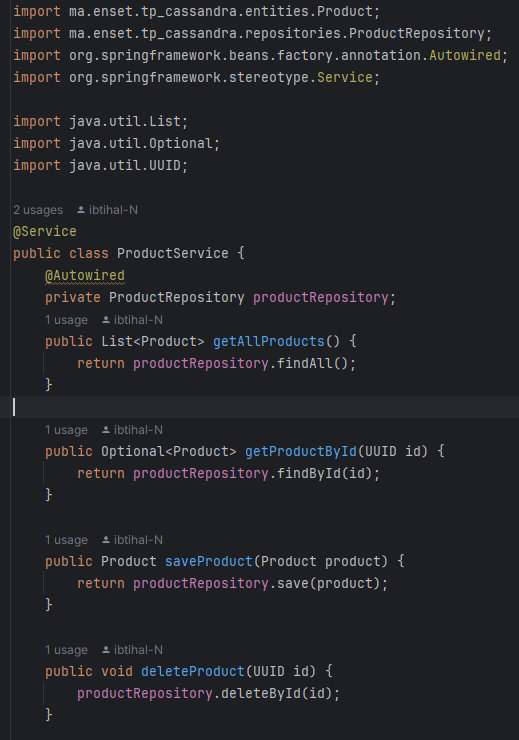 import ma.enset.tp_cassandra.entities.Product;
import ma.enset.tp_cassandra.repositories.ProductRepository;
import org.springframework.beans.factory.annotation.Autowired;
import org.springframework.stereotype.Service;

import java.util.List;
import java.util.Optional;
import java.util.UUID;

2 usages ibtihal-N
@Service
public class ProductService {
    @Autowired
    private ProductRepository productRepository;
    1 usage ibtihal-N
    public List<Product> getAllProducts() {
        return productRepository.findAll();
    }

    1 usage ibtihal-N
    public Optional<Product> getProductById(UUID id) {
        return productRepository.findById(id);
    }

    1 usage ibtihal-N
    public Product saveProduct(Product product) {
        return productRepository.save(product);
    }

    1 usage ibtihal-N
    public void deleteProduct(UUID id) {
        productRepository.deleteById(id);
    }